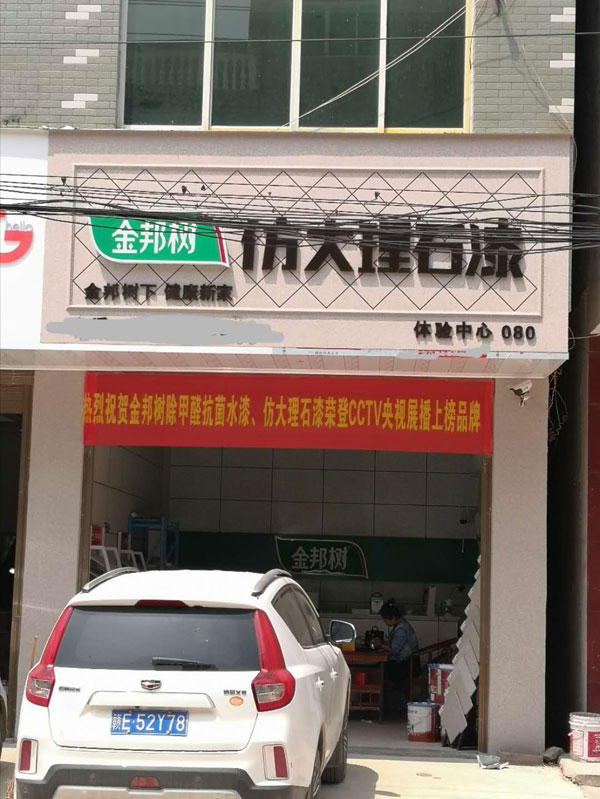 hello
G
金邦树
仿大理石漆
金邦树下 健康新家
体验中心 080
热烈祝贺金邦树除甲醛抗菌水漆、仿大理石漆荣登CCTV央视展播上榜品牌
金邦树
赣E·52Y78